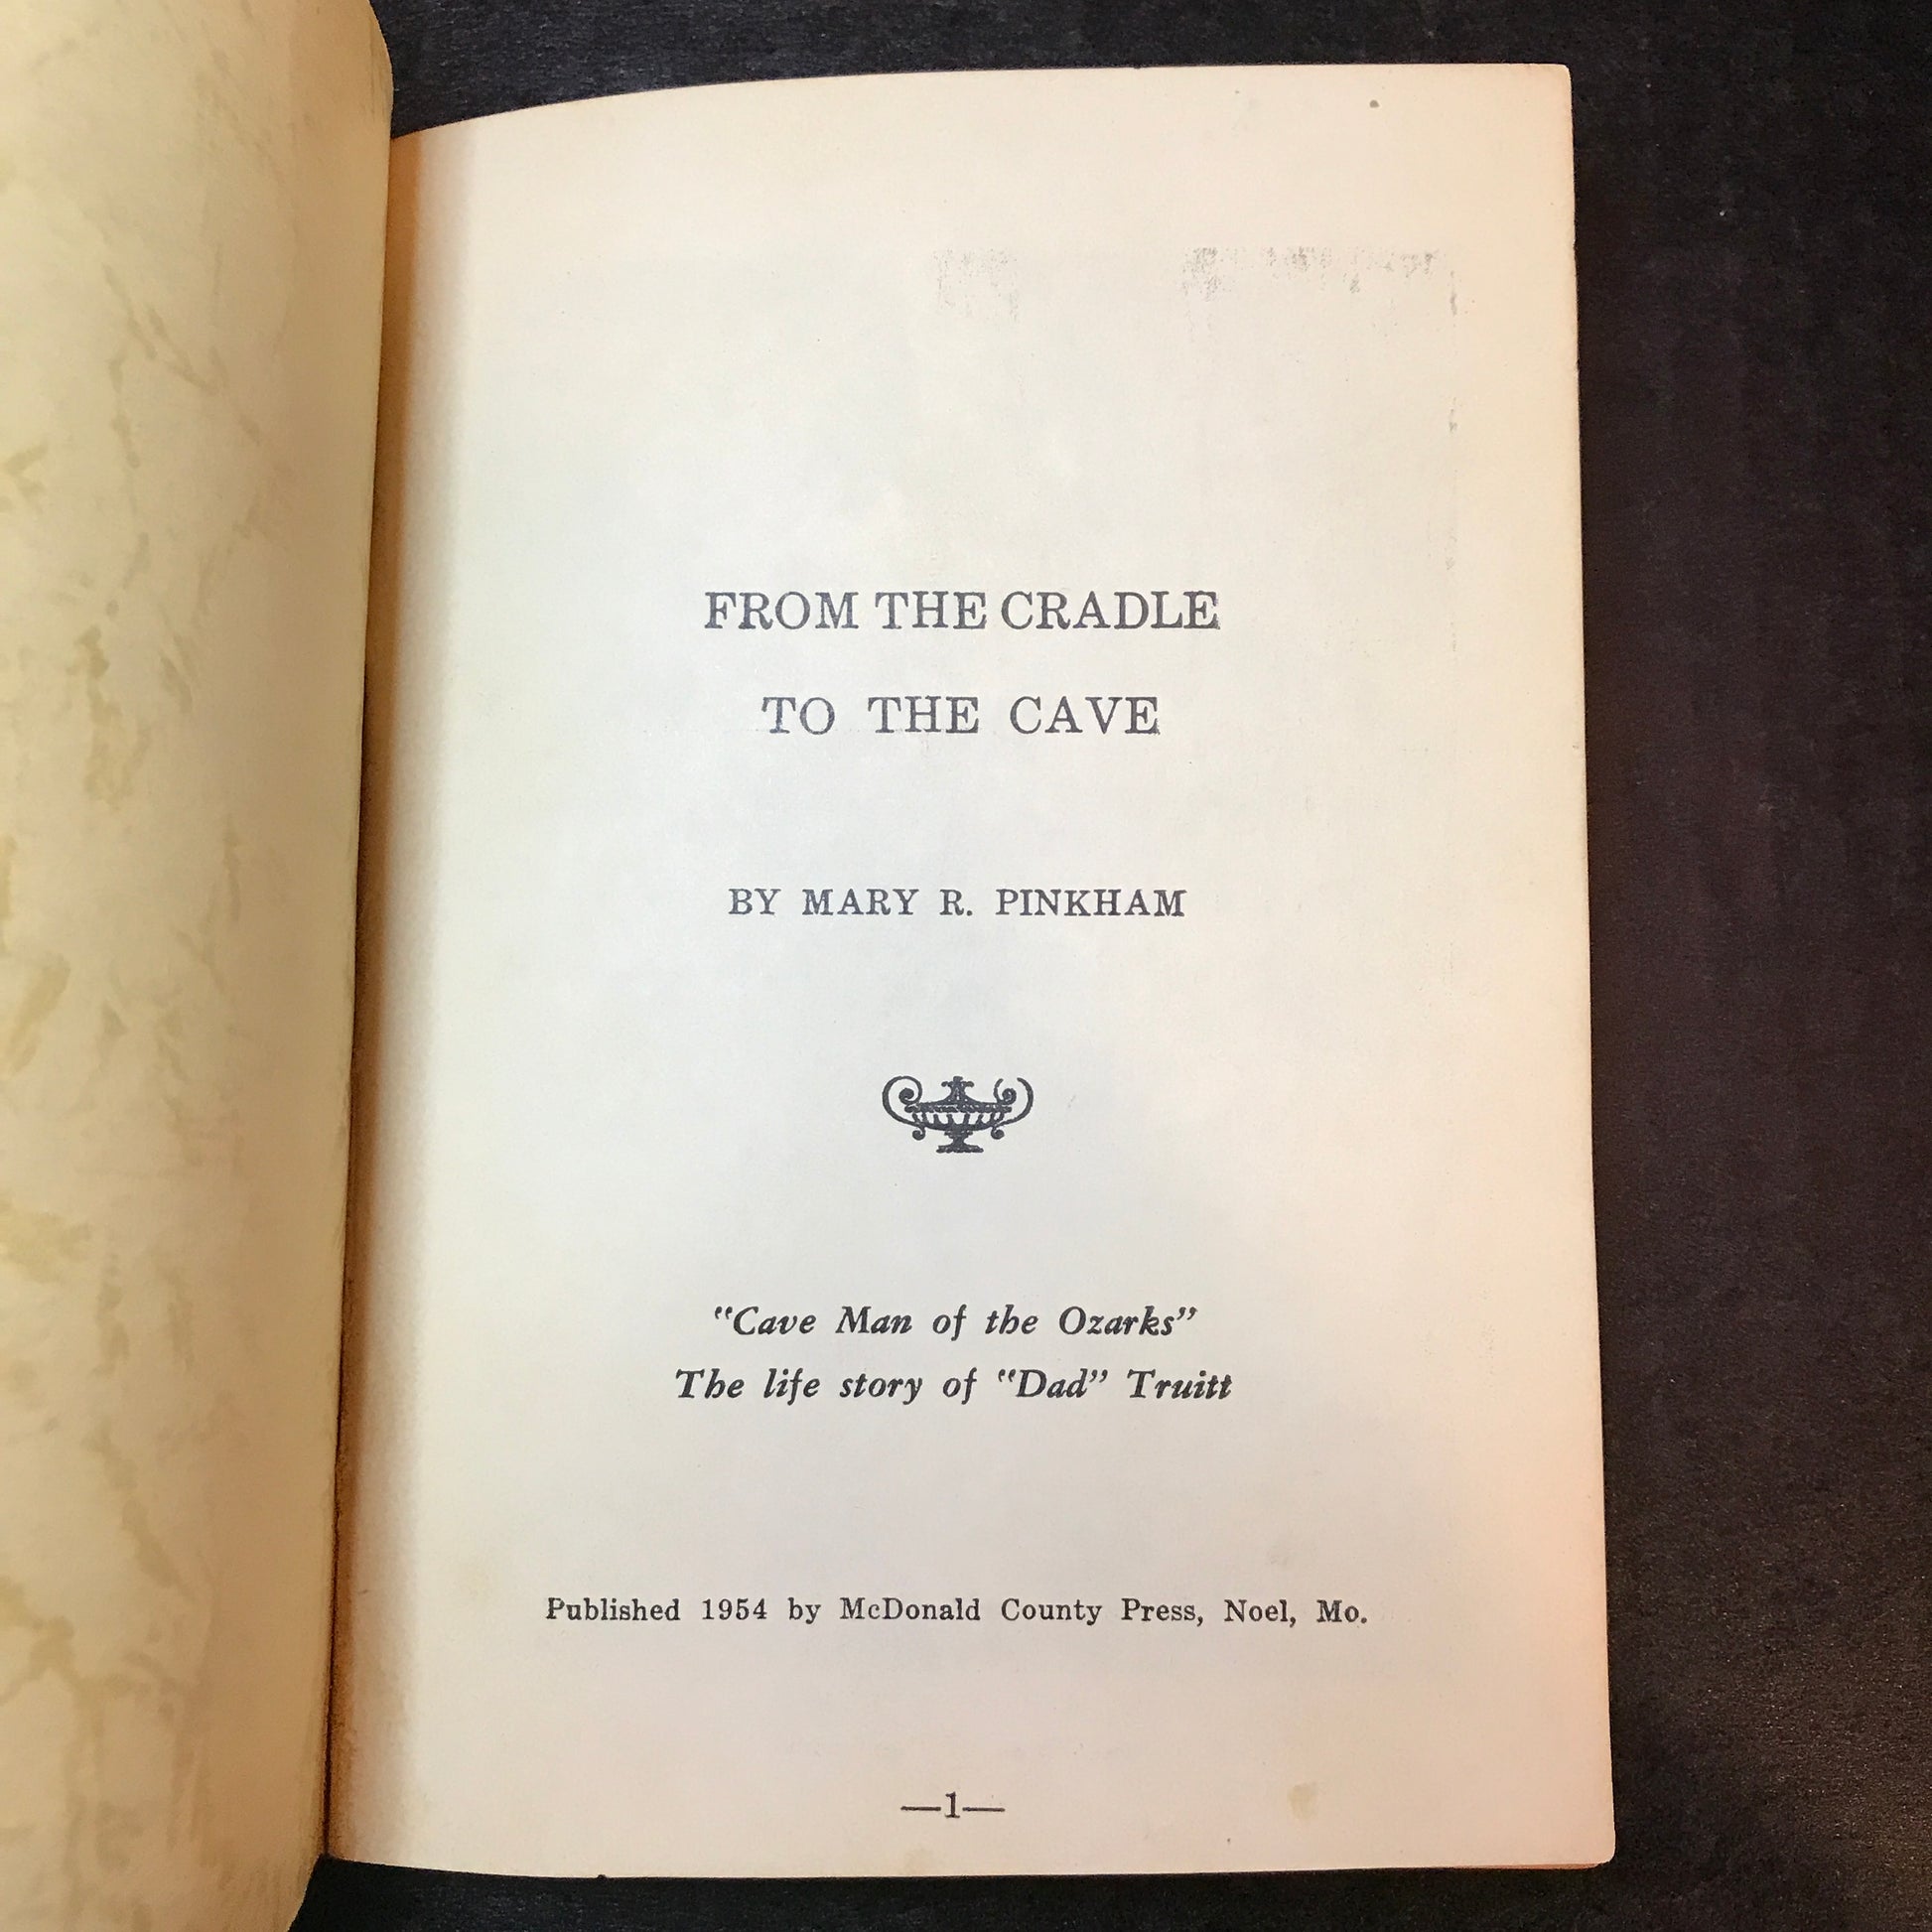 FROM THE CRADLE
TO THE CAVE
BY MARY R. PINKHAM
"Cave Man of the Ozarks"
The life story of "Dad" Truitt
Published 1954 by McDonald County Press, Noel, Mo.
—1—